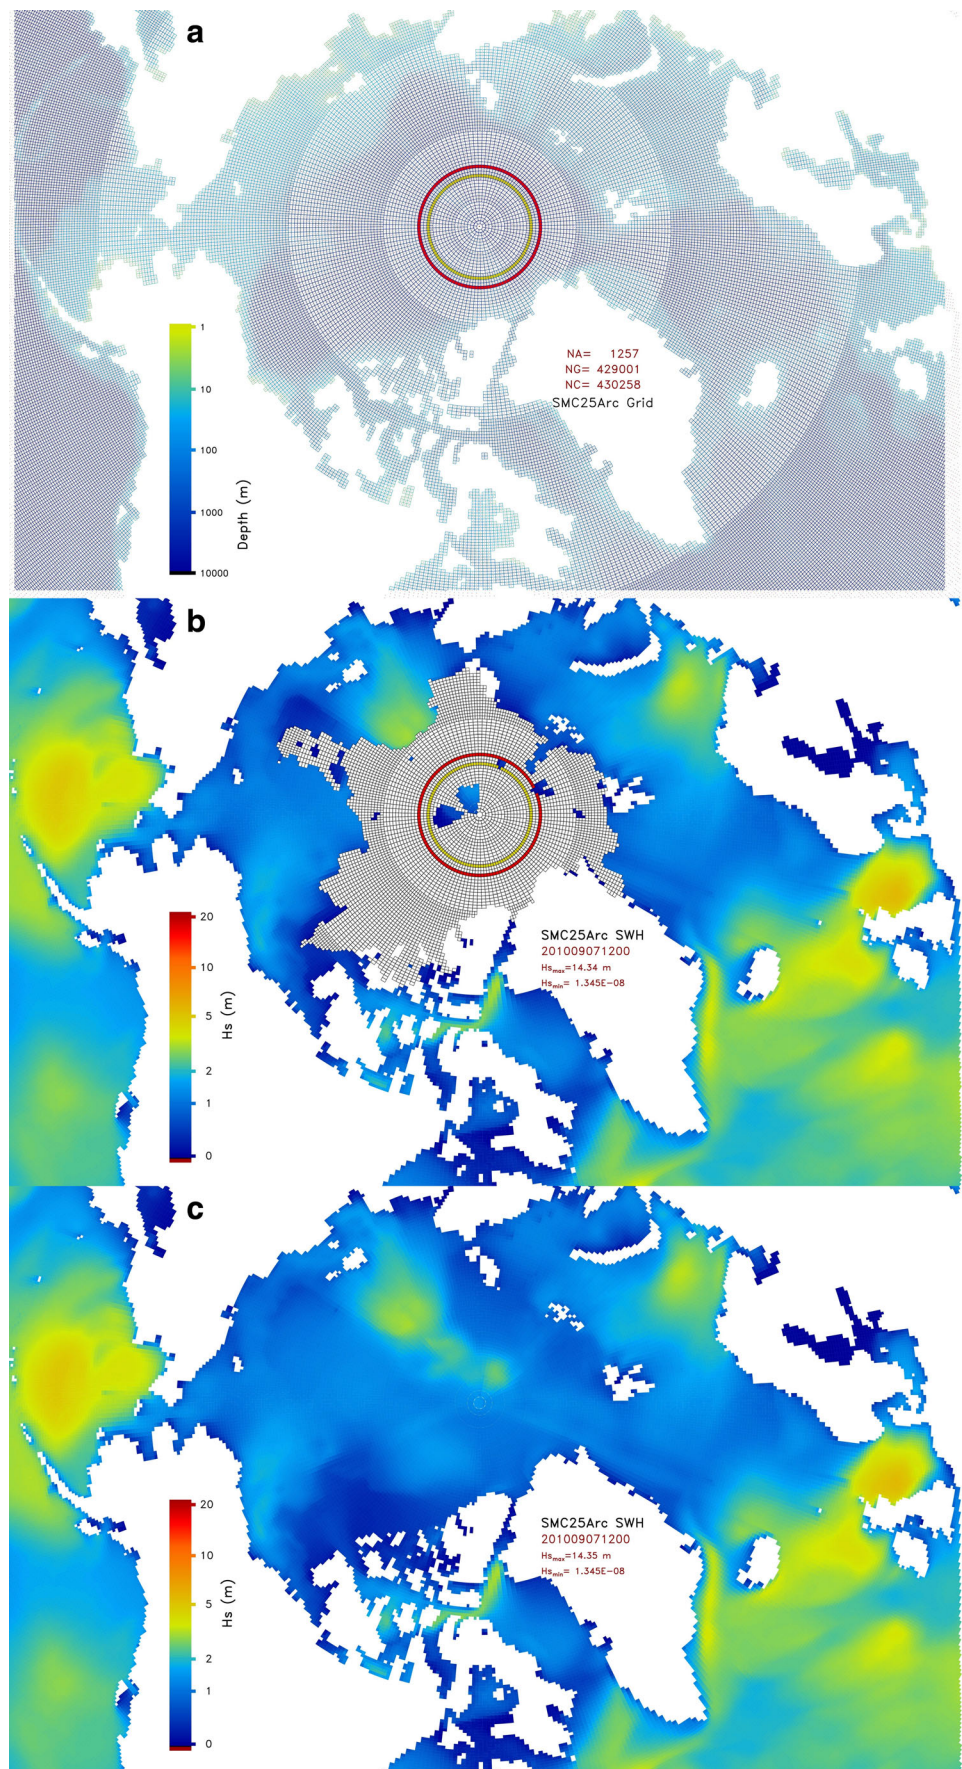 a
NA= 1257
NG= 429001
NC= 430258
SMC25Arc Grid
1
10
100
1000
10000
Depth (m)
b
SMC25Arc SWH
201009071200
Hsmax=14.34 m
Hsmin= 1.345E-08
20
10
5
2
1
0
Hs (m)
c
SMC25Arc SWH
201009071200
Hsmax=14.35 m
Hsmin= 1.345E-08
20
10
5
2
1
0
Hs (m)